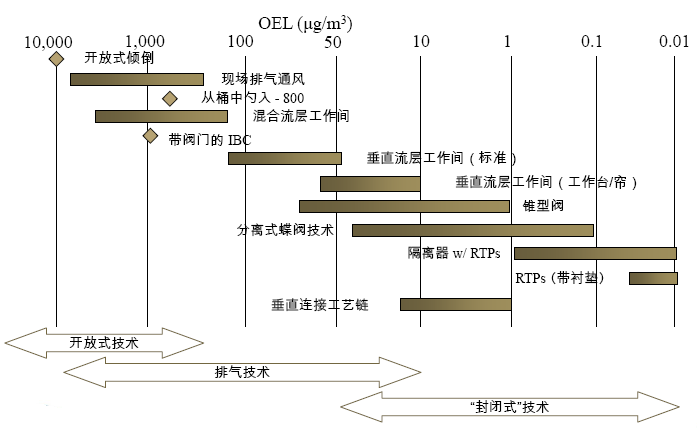 OEL (μg/m³)
10,000 1,000 100 50 10 1 0.1 0.01
开放式倾倒
现场排气通风
从桶中勺入 - 800
混合流层工作间
带阀门的 IBC
垂直流层工作间（标准）
垂直流层工作间（工作台/帘）
锥型阀
分离式蝶阀技术
隔离器 w/ RTPs
RTPs（带衬垫）
垂直连接工艺链
开放式技术
排气技术
“封闭式”技术